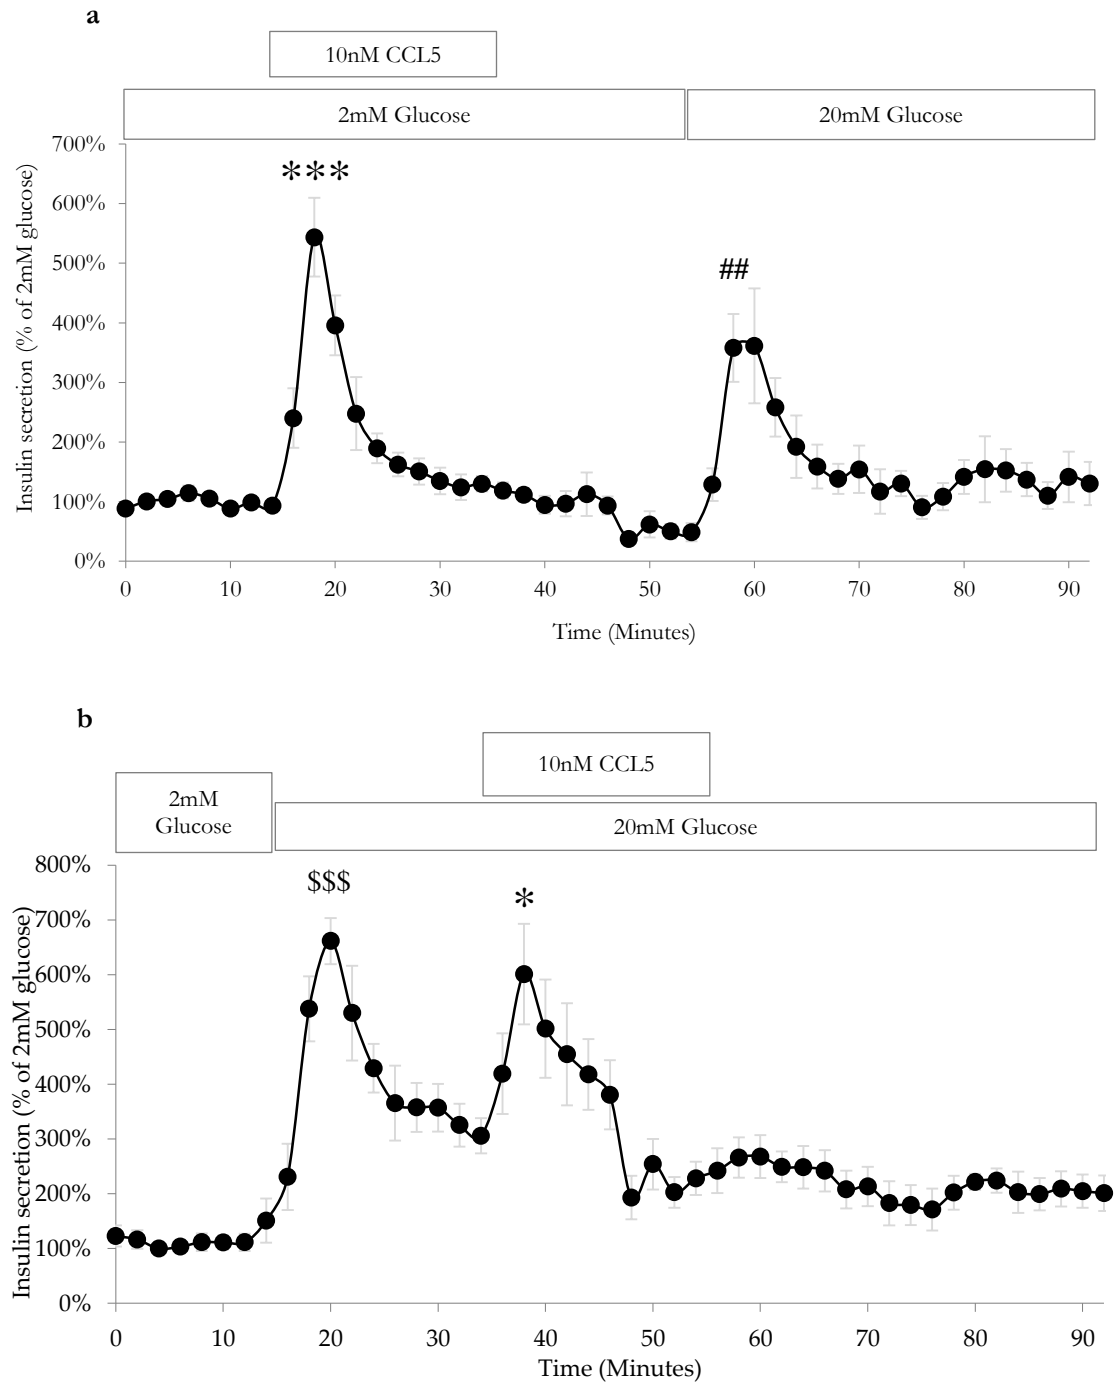 a
10nM CCL5
2mM Glucose
20mM Glucose
Insulin secretion (% of 2mM glucose)
700%
600%
500%
400%
300%
200%
100%
0%
***
##
0 10 20 30 40 50 60 70 80 90
Time (Minutes)
b
10nM CCL5
2mM
Glucose
20mM Glucose
Insulin secretion (% of 2mM glucose)
800%
700%
600%
500%
400%
300%
200%
100%
0%
$$$
*
0 10 20 30 40 50 60 70 80 90
Time (Minutes)